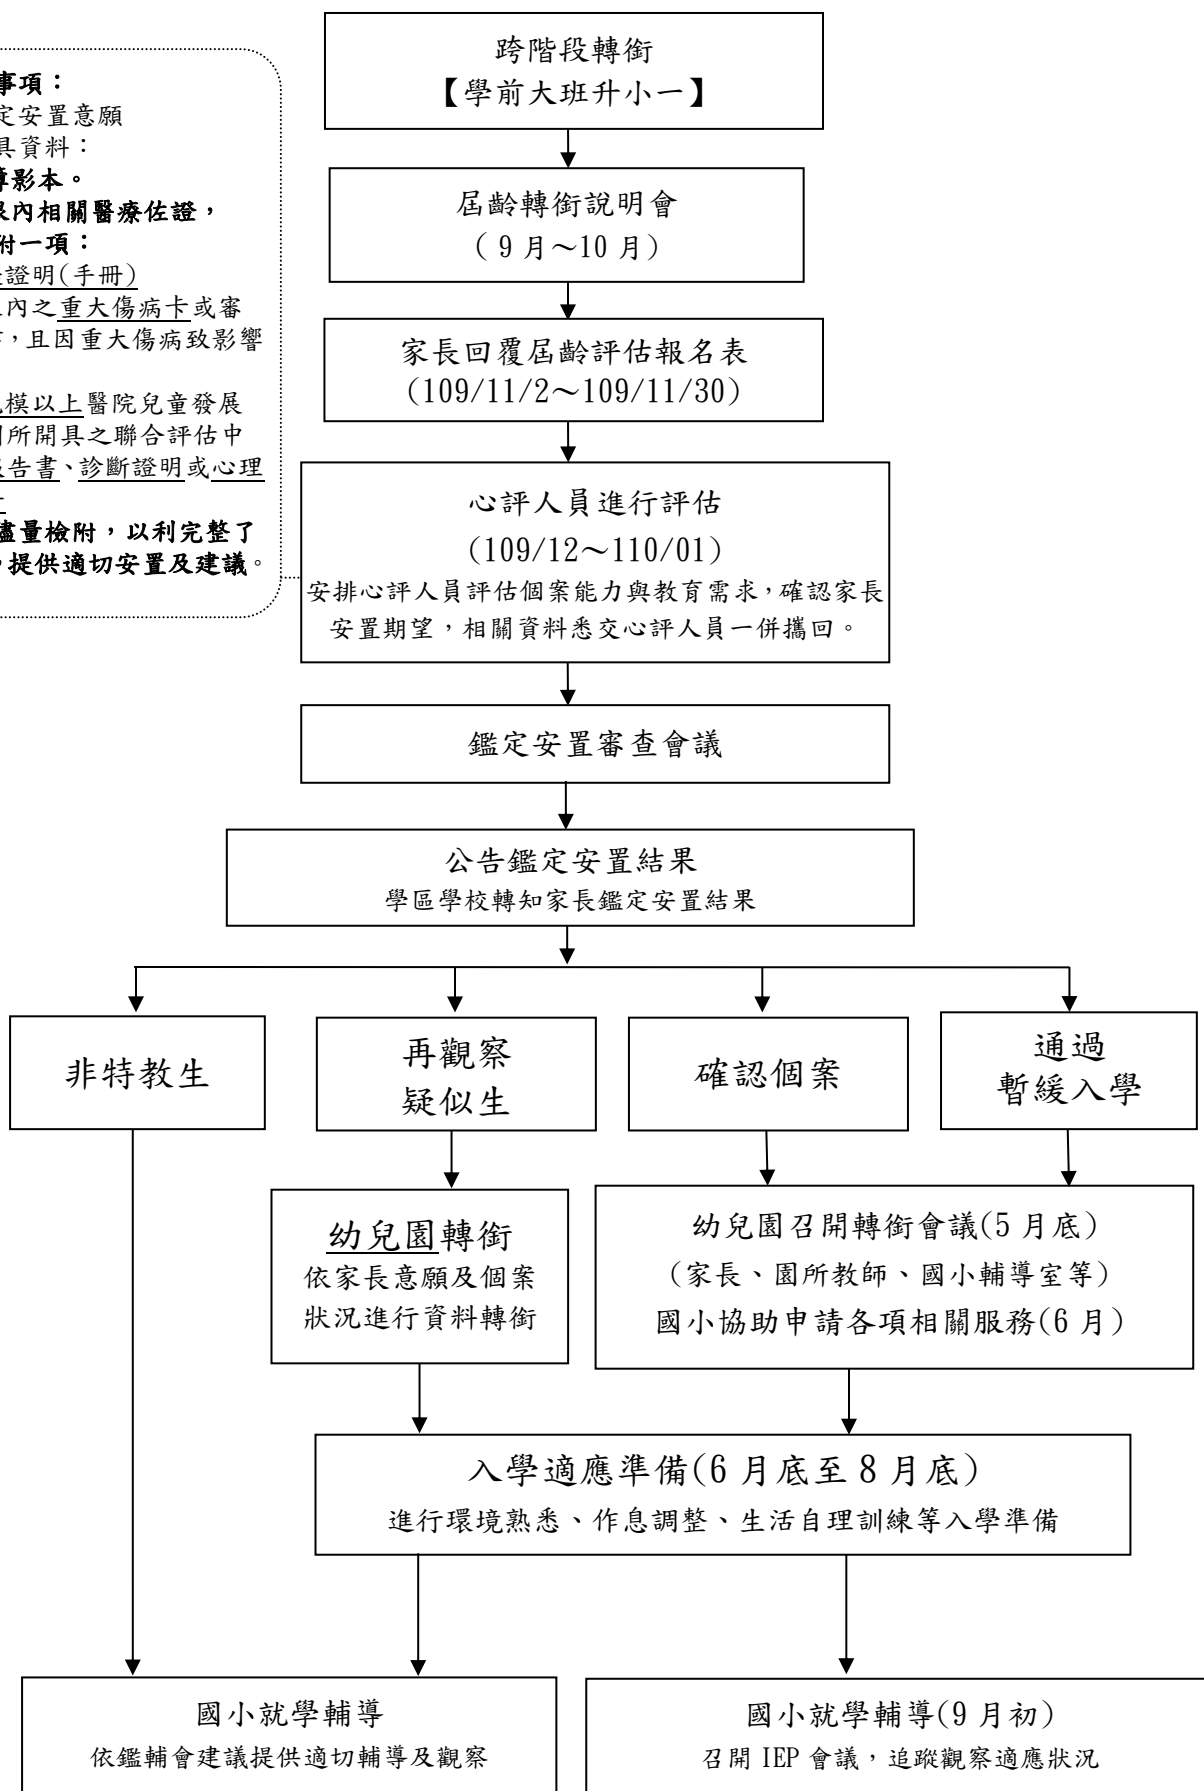 跨階段轉銜
【學前大班升小一】
事項：
定安置意願
具資料：
簿影本。
限內相關醫療佐證，
附一項：
證明(手冊)
內之重大傷病卡或審
，且因重大傷病致影響
模以上醫院兒童發展
所開具之聯合評估中
報告書、診斷證明或心理
儘量檢附，以利完整了
，提供適切安置及建議。
屆齡轉銜說明會
( 9 月～10 月)
家長回覆屆齡評估報名表
(109/11/2～109/11/30)
心評人員進行評估
(109/12～110/01)
安排心評人員評估個案能力與教育需求，確認家長
安置期望，相關資料悉交心評人員一併攜回。
鑑定安置審查會議
公告鑑定安置結果
學區學校轉知家長鑑定安置結果
非特教生
再觀察
疑似生
確認個案
通過
暫緩入學
幼兒園轉銜
依家長意願及個案
狀況進行資料轉銜
幼兒園召開轉銜會議(5 月底)
(家長、園所教師、國小輔導室等)
國小協助申請各項相關服務(6 月)
入學適應準備(6 月底至 8 月底)
進行環境熟悉、作息調整、生活自理訓練等入學準備
國小就學輔導
依鑑輔會建議提供適切輔導及觀察
國小就學輔導(9 月初)
召開 IEP 會議，追蹤觀察適應狀況